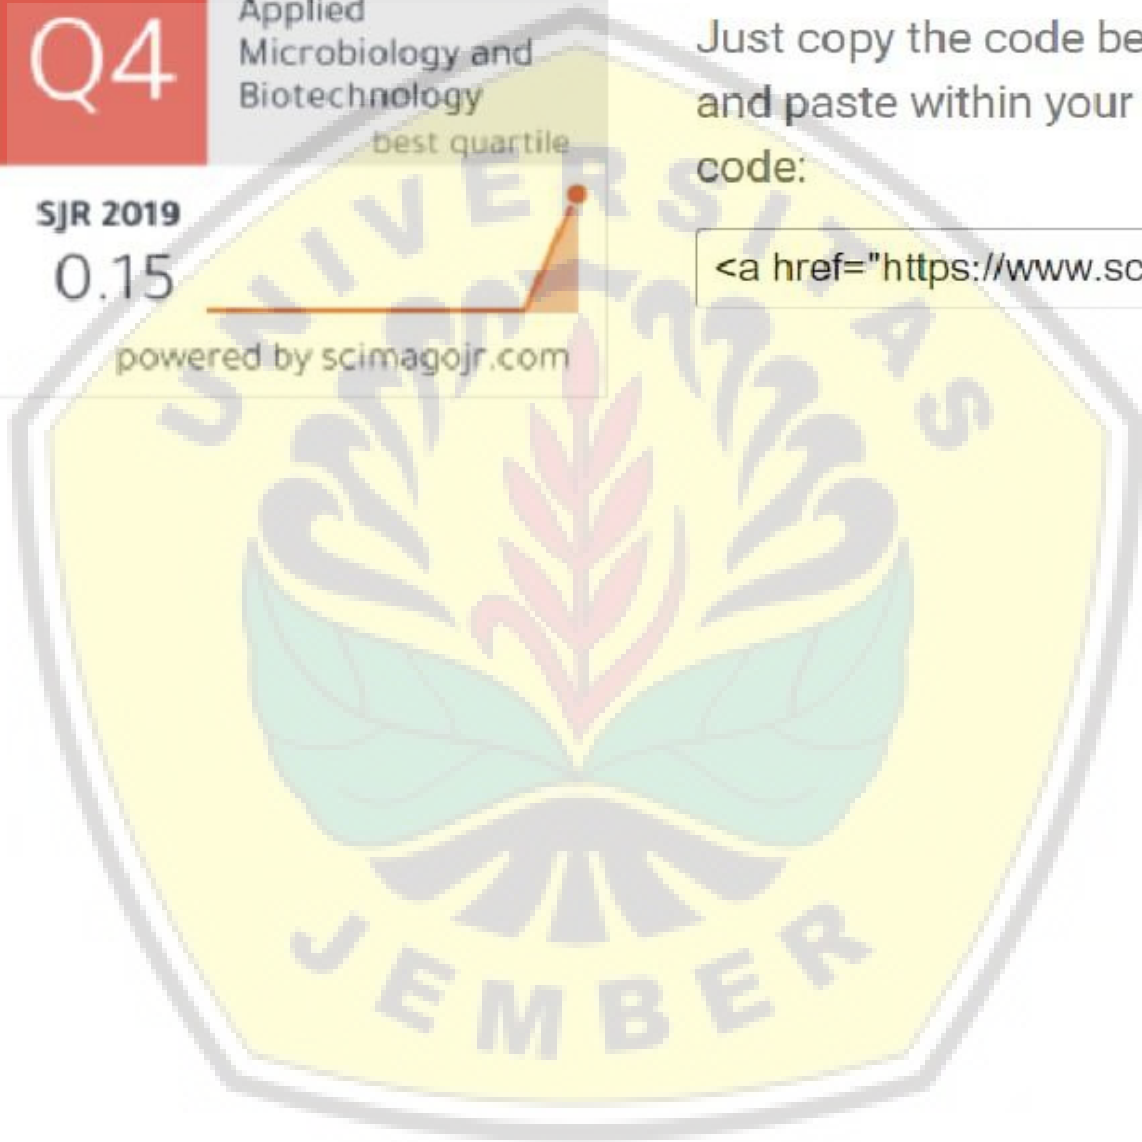 Q4
Applied
Microbiology and
Biotechnology
best quartile
SJR 2019
0.15
powered by scimagojr.com
Just copy the code be
and paste within your
code:
<a href="https://www.sc
UNIVERSITAS
JEMBER